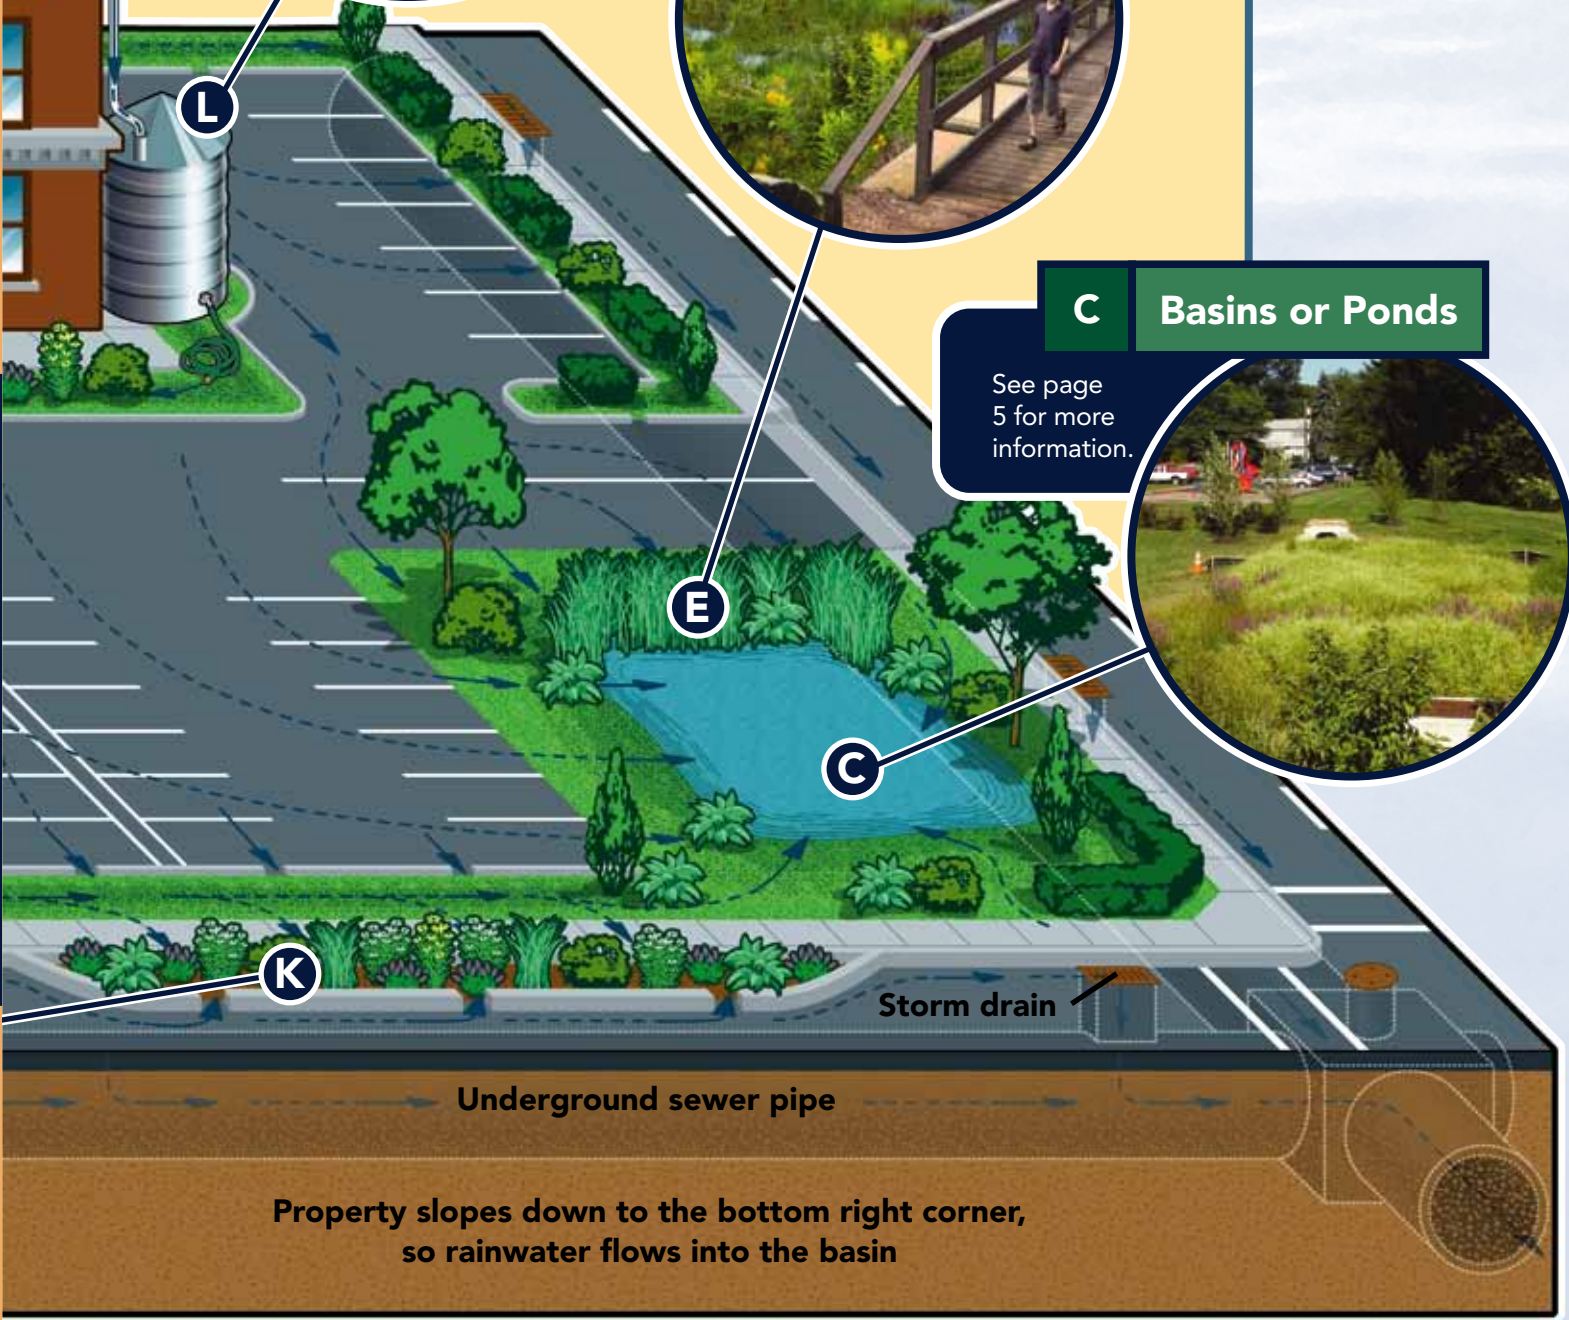 L
C
Basins or Ponds
See page
5 for more
information.
E
C
K
Storm drain
Underground sewer pipe
Property slopes down to the bottom right corner,
so rainwater flows into the basin